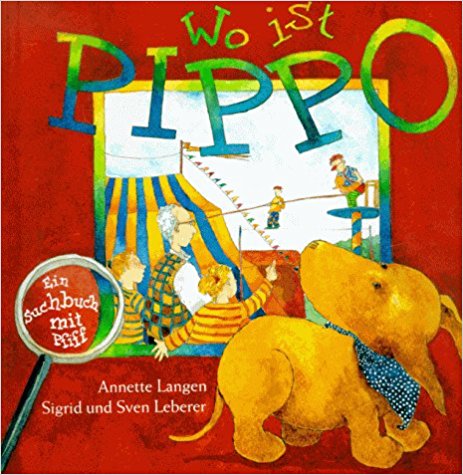 Wo ist
PIPPO
Ein
Suchbuch
mit
Pfiff
Annette Langen
Sigrid und Sven Leberer